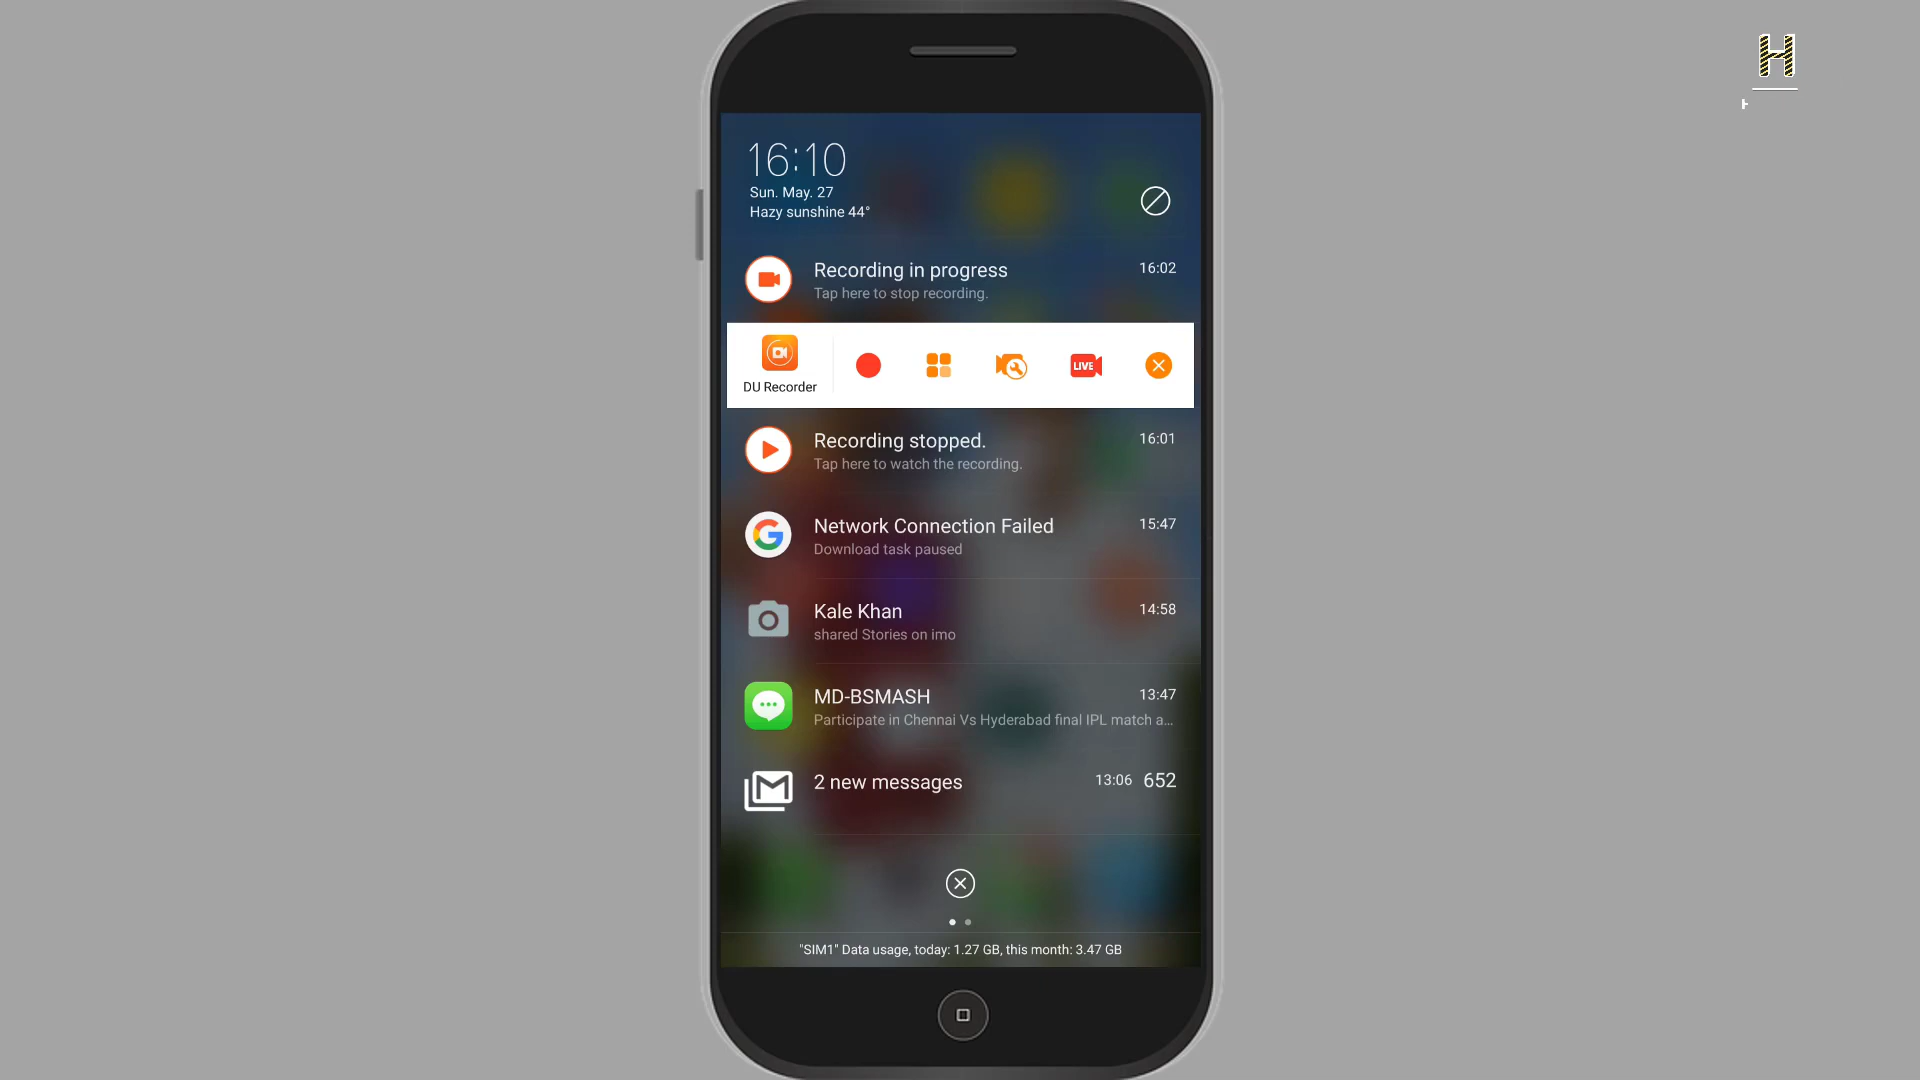 H
16:10
Sun. May. 27
Hazy sunshine 44°
Recording in progress
16:02
Tap here to stop recording.
DU Recorder
LIVE
Recording stopped.
16:01
Tap here to watch the recording.
Network Connection Failed
15:47
Download task paused
Kale Khan
14:58
shared Stories on imo
MD-BSMASH
13:47
Participate in Chennai Vs Hyderabad final IPL match a...
2 new messages
13:06 652
"SIM1" Data usage, today: 1.27 GB, this month: 3.47 GB